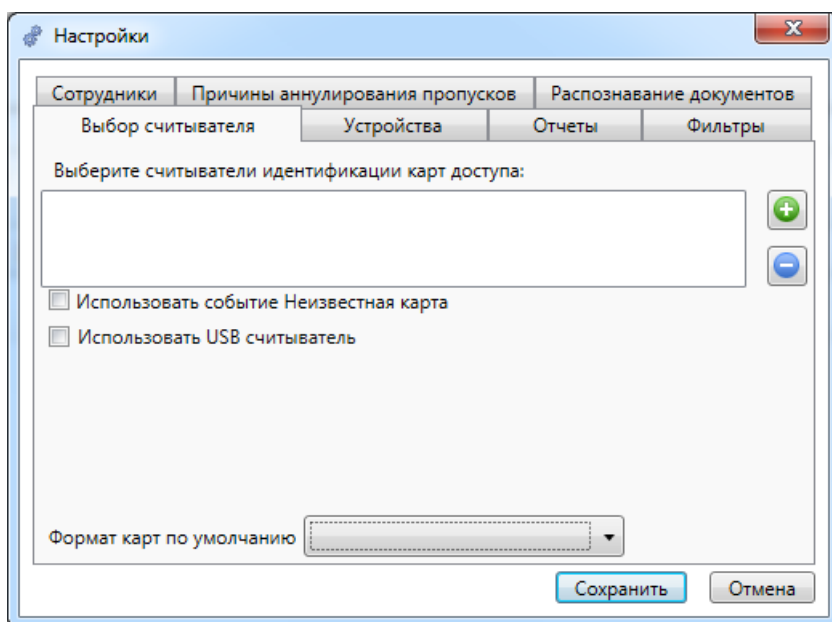 Настройки
Сотрудники Причины аннулирования пропусков Распознавание документов
Выбор считывателя Устройства Отчеты Фильтры
Выберите считыватели идентификации карт доступа:
Использовать событие Неизвестная карта
Использовать USB считыватель
Формат карт по умолчанию
Сохранить Отмена